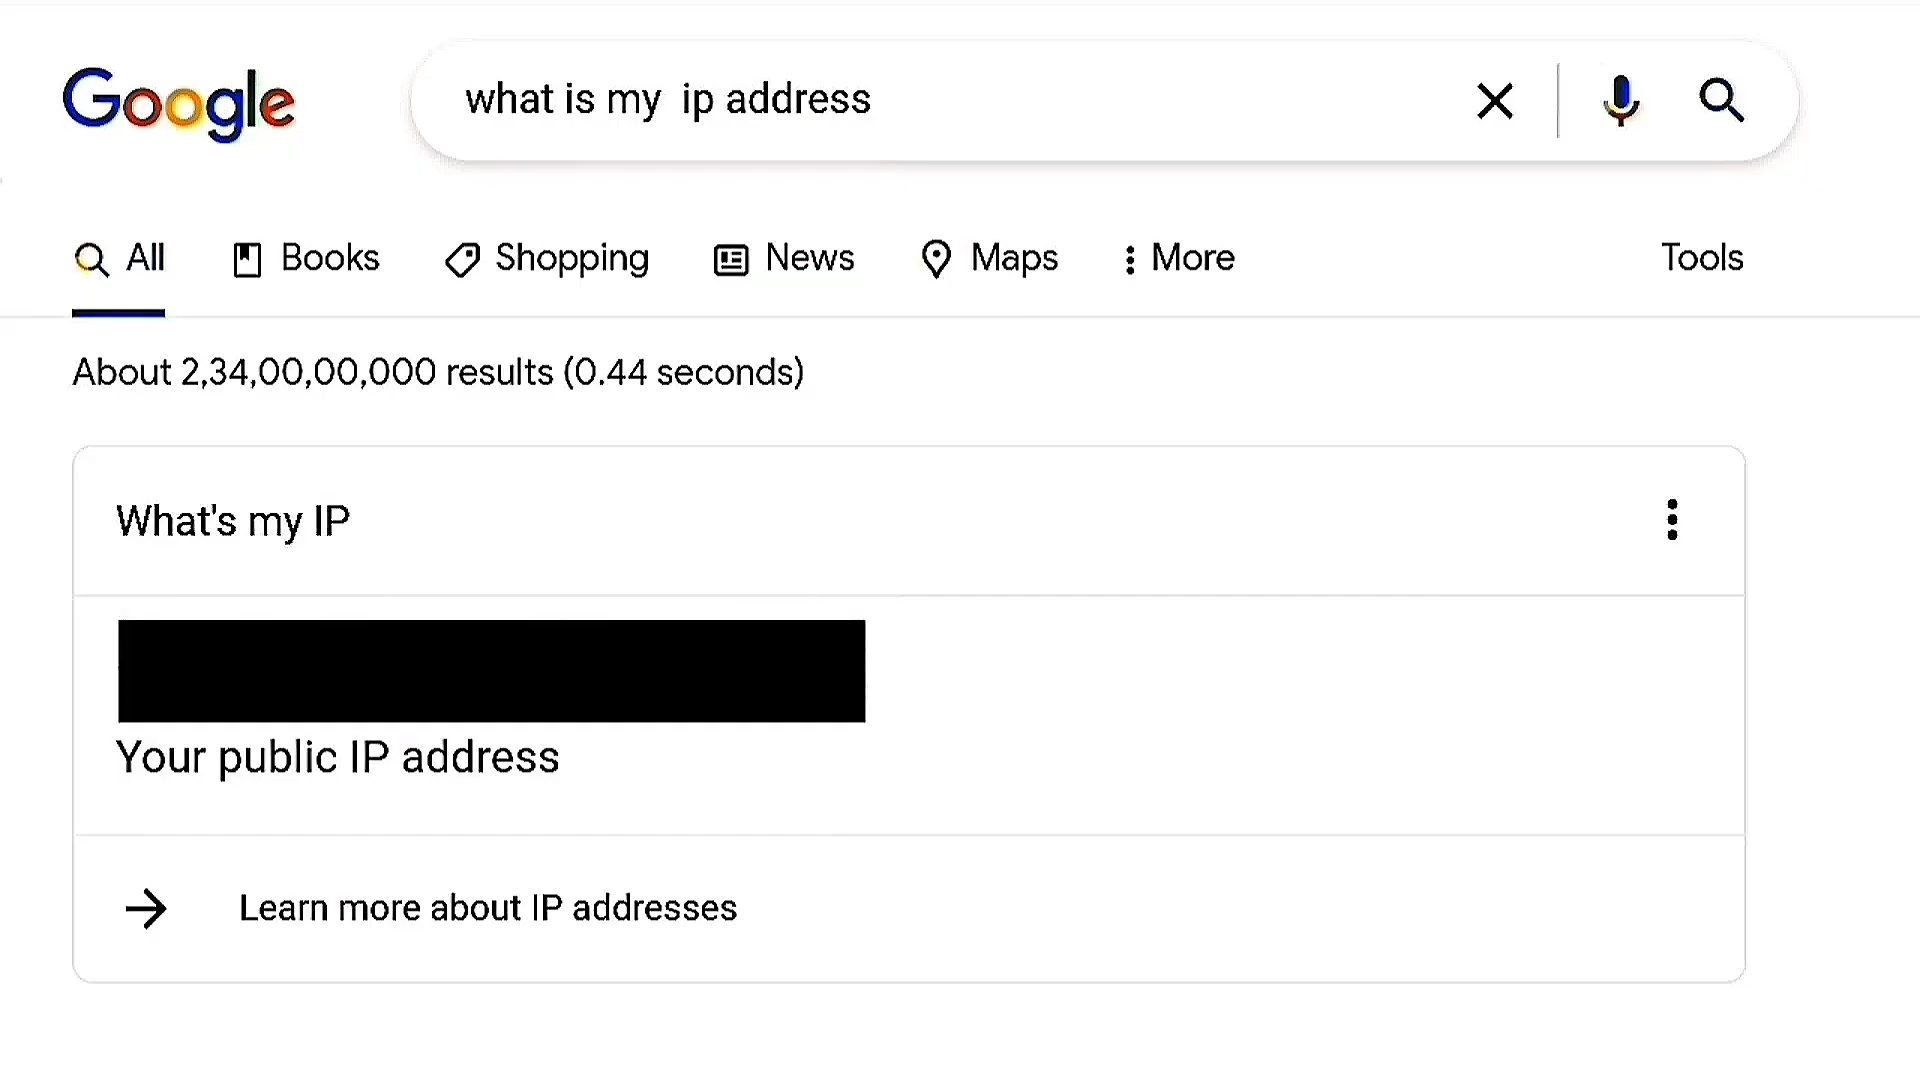 Google
what is my  ip address
All Books Shopping News Maps More Tools
About 2,34,00,00,000 results (0.44 seconds)
What's my IP
Your public IP address
Learn more about IP addresses